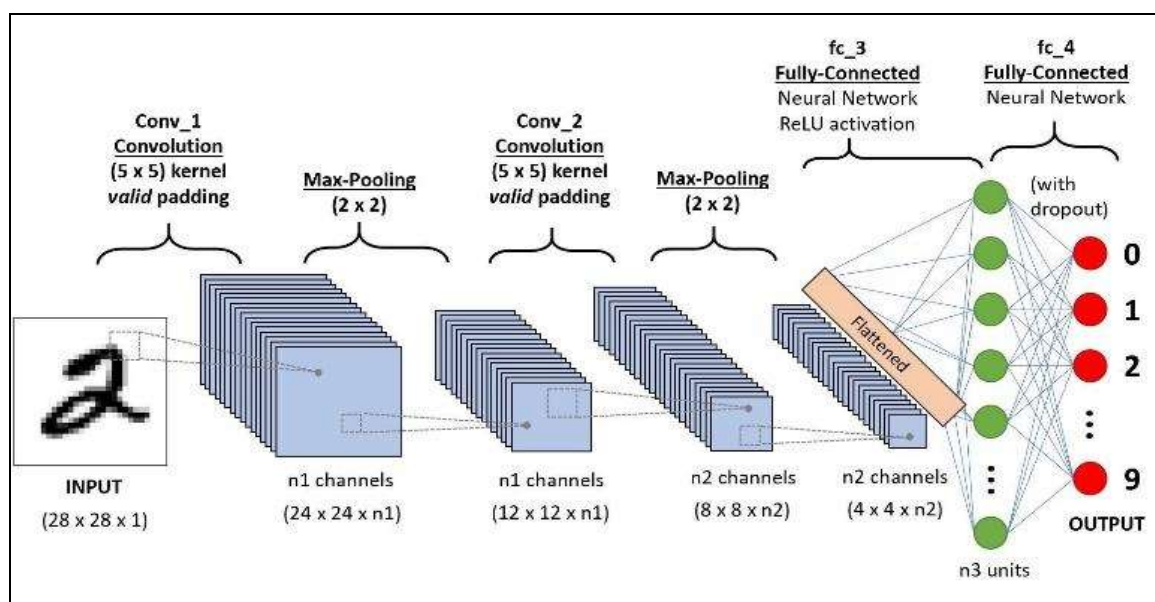 fc_3
Fully-Connected
Neural Network
ReLU activation
fc_4
Fully-Connected
Neural Network
Conv_1
Convolution
(5 x 5) kernel
valid padding
Max-Pooling
(2 x 2)
Conv_2
Convolution
(5 x 5) kernel
valid padding
Max-Pooling
(2 x 2)
(with
dropout)
Flattened
2
0
1
2
9
INPUT
(28 x 28 x 1)
n1 channels
(24 x 24 x n1)
n1 channels
(12 x 12 x n1)
n2 channels
(8 x 8 x n2)
n2 channels
(4 x 4 x n2)
OUTPUT
n3 units